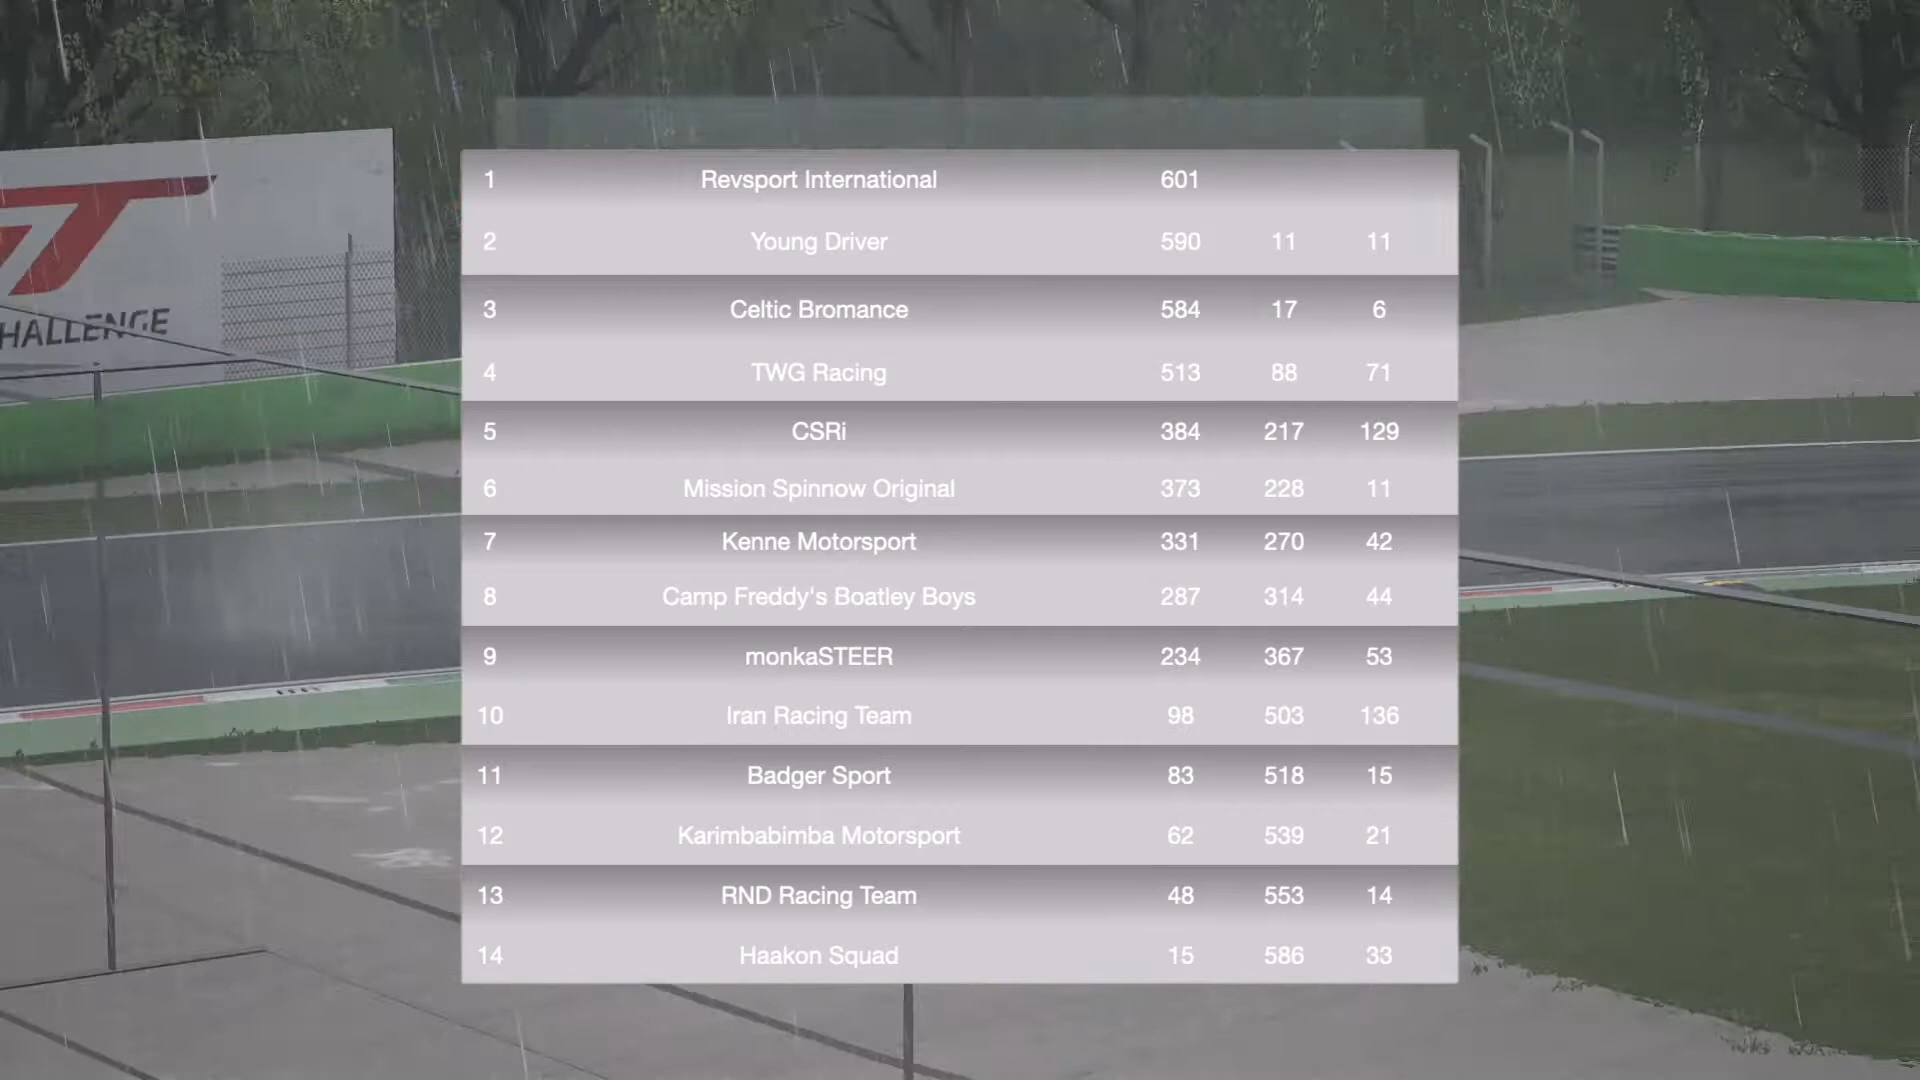 HALLENGE
1 Revsport International 601
2 Young Driver 590 11 11
3 Celtic Bromance 584 17 6
4 TWG Racing 513 88 71
5 CSRi 384 217 129
6 Mission Spinnow Original 373 228 11
7 Kenne Motorsport 331 270 42
8 Camp Freddy's Boatley Boys 287 314 44
9 monkaSTEER 234 367 53
10 Iran Racing Team 98 503 136
11 Badger Sport 83 518 15
12 Karimbabimba Motorsport 62 539 21
13 RND Racing Team 48 553 14
14 Haakon Squad 15 586 33